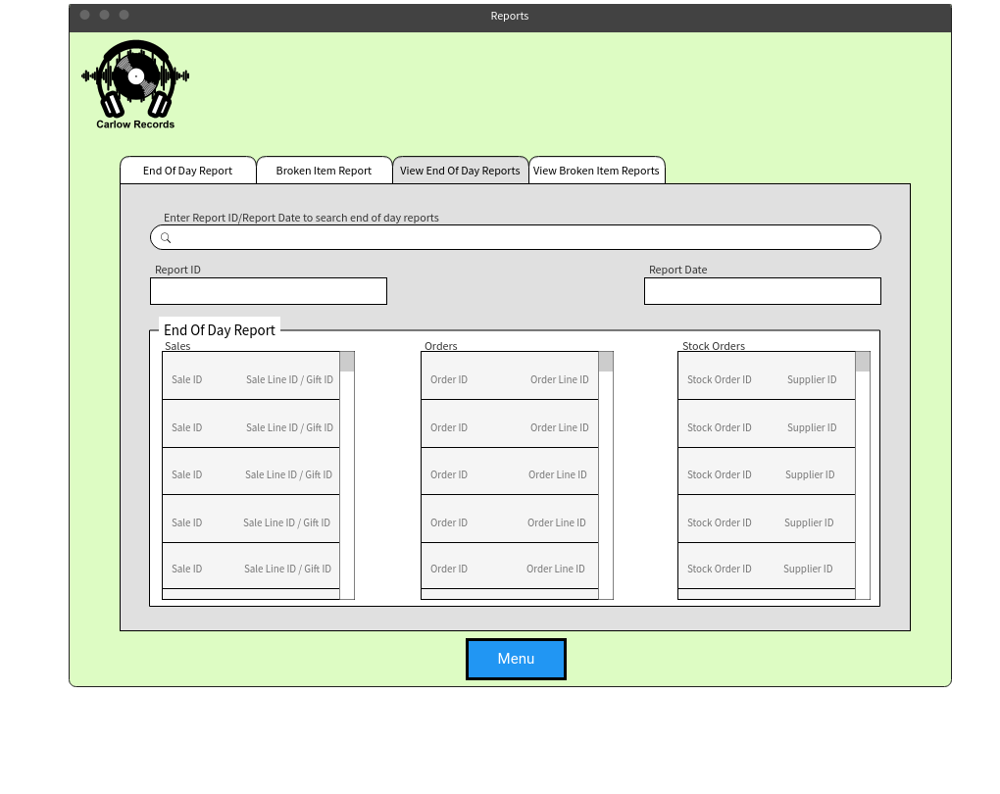 Reports
Carlow Records
End Of Day Report Broken Item Report View End Of Day Reports View Broken Item Reports
Enter Report ID/Report Date to search end of day reports
Report ID Report Date
End Of Day Report
Sales Orders Stock Orders
Sale ID Sale Line ID / Gift ID Order ID Order Line ID Stock Order ID Supplier ID
Sale ID Sale Line ID / Gift ID Order ID Order Line ID Stock Order ID Supplier ID
Sale ID Sale Line ID / Gift ID Order ID Order Line ID Stock Order ID Supplier ID
Sale ID Sale Line ID / Gift ID Order ID Order Line ID Stock Order ID Supplier ID
Sale ID Sale Line ID / Gift ID Order ID Order Line ID Stock Order ID Supplier ID
Menu